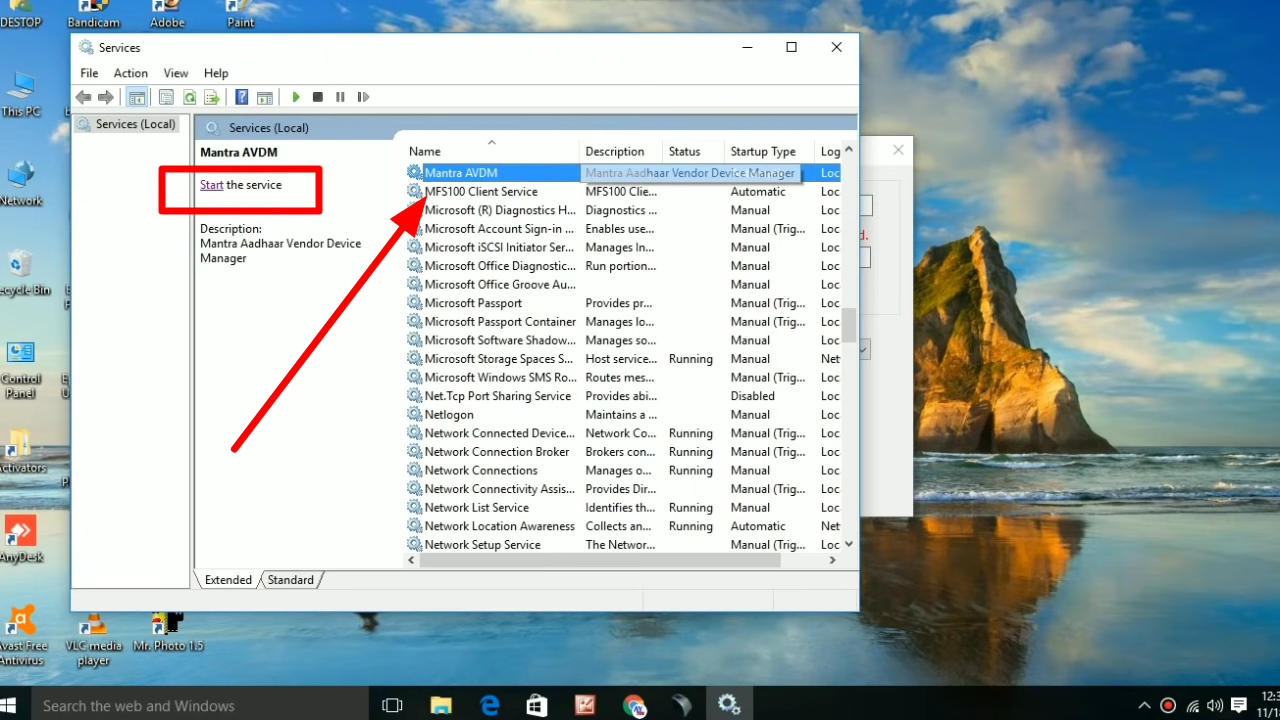 DESTOP
Bandicam
Adobe
Paint
Services
File Action View Help
Services (Local)
Services (Local)
Mantra AVDM
Start the service
Description:
Mantra Aadhaar Vendor Device
Manager
Name Description Status Startup Type Log
Mantra AVDM Mantra Aadhaar Vendor Device Manager Loc
MFS100 Client Service MFS100 Clie... Automatic Loc
Microsoft (R) Diagnostics H... Diagnostics ... Manual Loc
Microsoft Account Sign-in ... Enables use... Manual (Trig... Loc
Microsoft iSCSI Initiator Ser... Manages In... Manual Loc
Microsoft Office Diagnostic... Run portion... Manual Loc
Microsoft Office Groove Au... Manual Loc
Microsoft Passport Provides pr... Manual (Trig... Loc
Microsoft Passport Container Manages lo... Manual (Trig... Loc
Microsoft Software Shadow... Manages so... Manual Loc
Microsoft Storage Spaces S... Host service... Running Manual Net
Microsoft Windows SMS Ro... Routes mes... Manual (Trig... Loc
Net.Tcp Port Sharing Service Provides abi... Disabled Loc
Netlogon Maintains a ... Manual Loc
Network Connected Device... Network Co... Running Manual (Trig... Loc
Network Connection Broker Brokers con... Running Manual (Trig... Loc
Network Connections Manages o... Running Manual Loc
Network Connectivity Assis... Provides Dir... Manual (Trig... Loc
Network List Service Identifies th... Running Manual Loc
Network Location Awareness Collects an... Running Automatic Net
Network Setup Service The Networ... Manual (Trig... Loc
Extended Standard
d.
This PC
Network
ecycle Bin
Control
Panel
Activators
AnyDesk
Avast Free
Antivirus
VLC media
player
Mr. Photo 1.5
Search the web and Windows
12:3
11/1